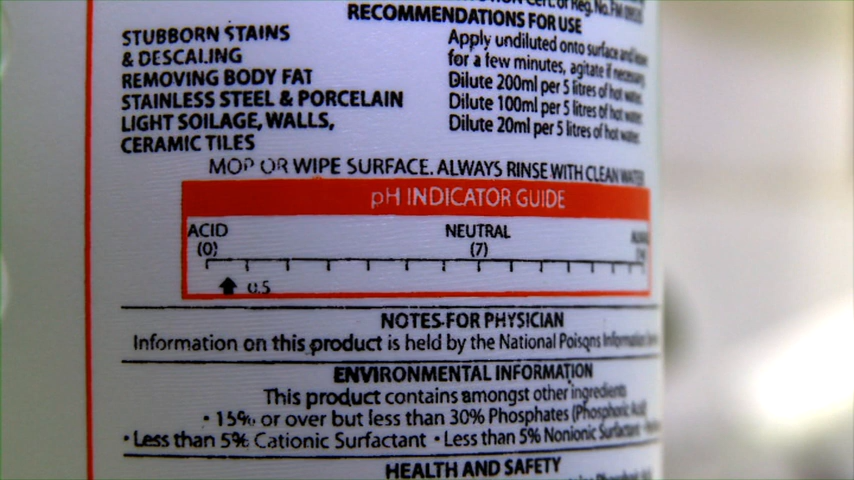 RECOMMENDATIONS FOR USE
STUBBORN STAINS Apply undiluted onto surface and
& DESCALING for a few minutes, agitate if necessary
REMOVING BODY FAT Dilute 200ml per 5 litres of hot water
STAINLESS STEEL & PORCELAIN Dilute 100ml per 5 litres of hot water
LIGHT SOILAGE, WALLS, Dilute 20ml per 5 litres of hot water
CERAMIC TILES
MOP OR WIPE SURFACE. ALWAYS RINSE WITH CLEAN WATER
pH INDICATOR GUIDE
ACID NEUTRAL
(0) (7)
0.5
NOTES FOR PHYSICIAN
Information on this product is held by the National Poisons Information
ENVIRONMENTAL INFORMATION
This product contains amongst other ingredients
• 15% or over but less than 30% Phosphates (Phosphoric Acid)
• Less than 5% Cationic Surfactant • Less than 5% Nonionic Surfactant
HEALTH AND SAFETY